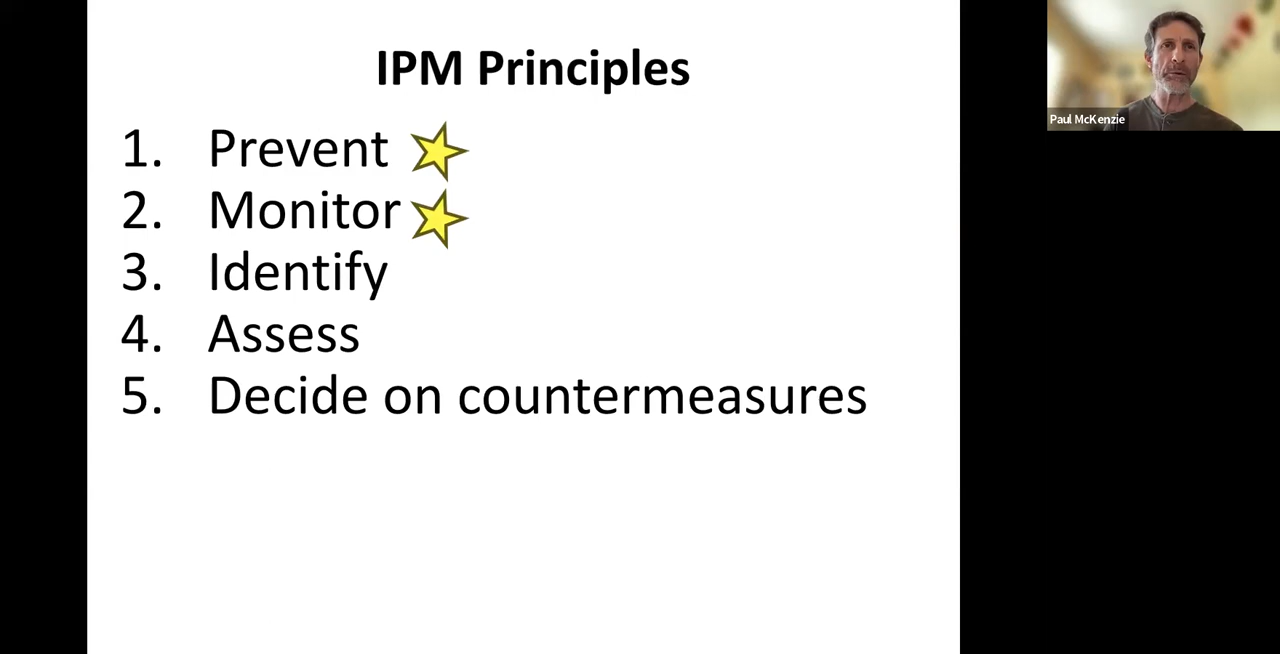 IPM Principles
1. Prevent
2. Monitor
3. Identify
4. Assess
5. Decide on countermeasures
Paul McKenzie